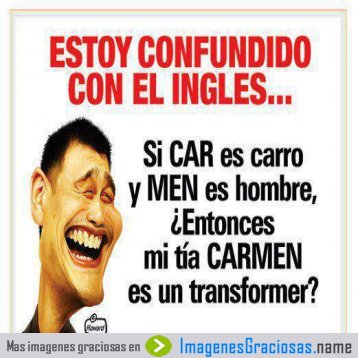 ESTOY CONFUNDIDO
CON EL INGLES...
Si CAR es carro
y MEN es hombre,
¿Entonces
mi tía CARMEN
es un transformer?
Howard
Mas imagenes graciosas en ImagenesGraciosas.name